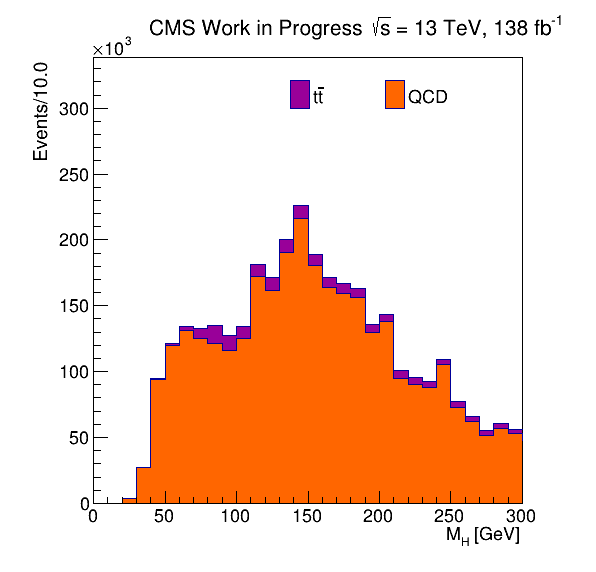 CMS Work in Progress √s = 13 TeV, 138 fb⁻¹
×10³
Events/10.0
tt̄
QCD
300
250
200
150
100
50
0
0 50 100 150 200 250 300
M_H [GeV]